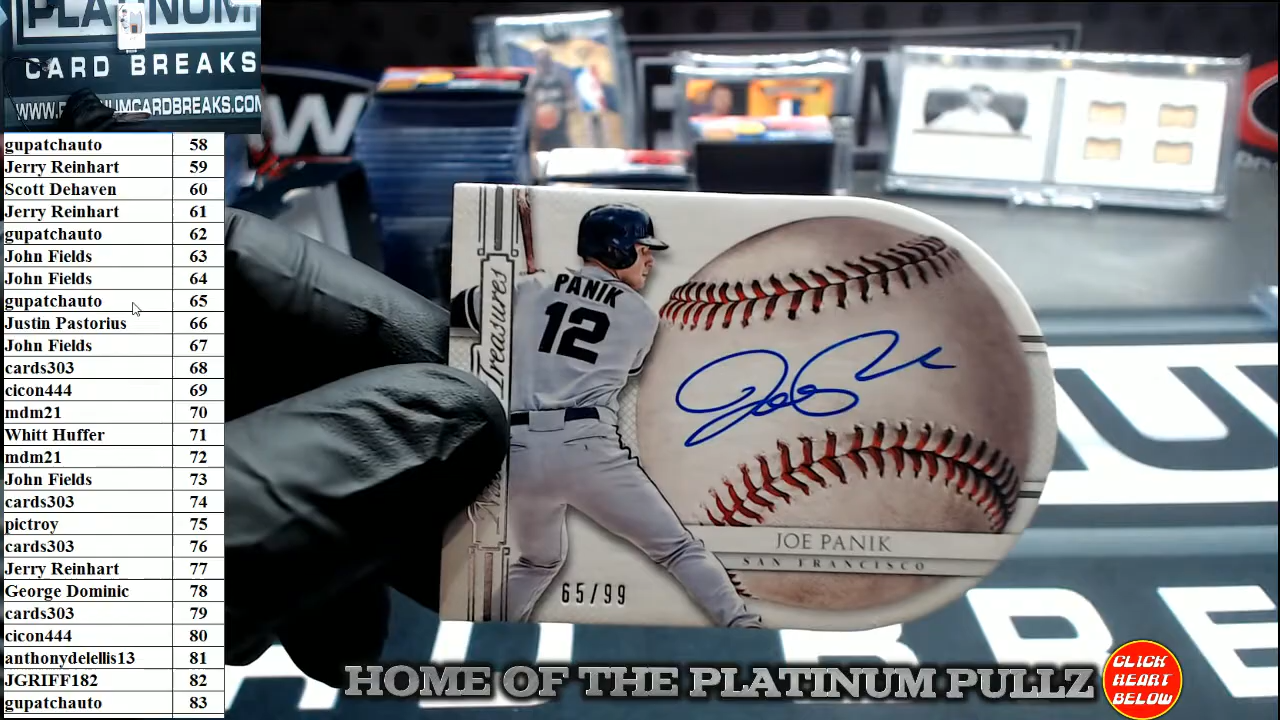 PLATINUM
CARD BREAKS
gupatchauto 58
Jerry Reinhart 59
Scott Dehaven 60
Jerry Reinhart 61
gupatchauto 62
John Fields 63
John Fields 64
gupatchauto 65
Justin Pastorius 66
John Fields 67
cards303 68
cicon444 69
mdm21 70
Whitt Huffer 71
mdm21 72
John Fields 73
cards303 74
pictroy 75
cards303 76
Jerry Reinhart 77
George Dominic 78
cards303 79
cicon444 80
anthonydelellis13 81
JGRIFF182 82
gupatchauto 83
Treasures
PANIK
12
JOE PANIK
SAN FRANCISCO
65/99
HOME OF THE PLATINUM PULLZ
CLICK
HEART
BELOW